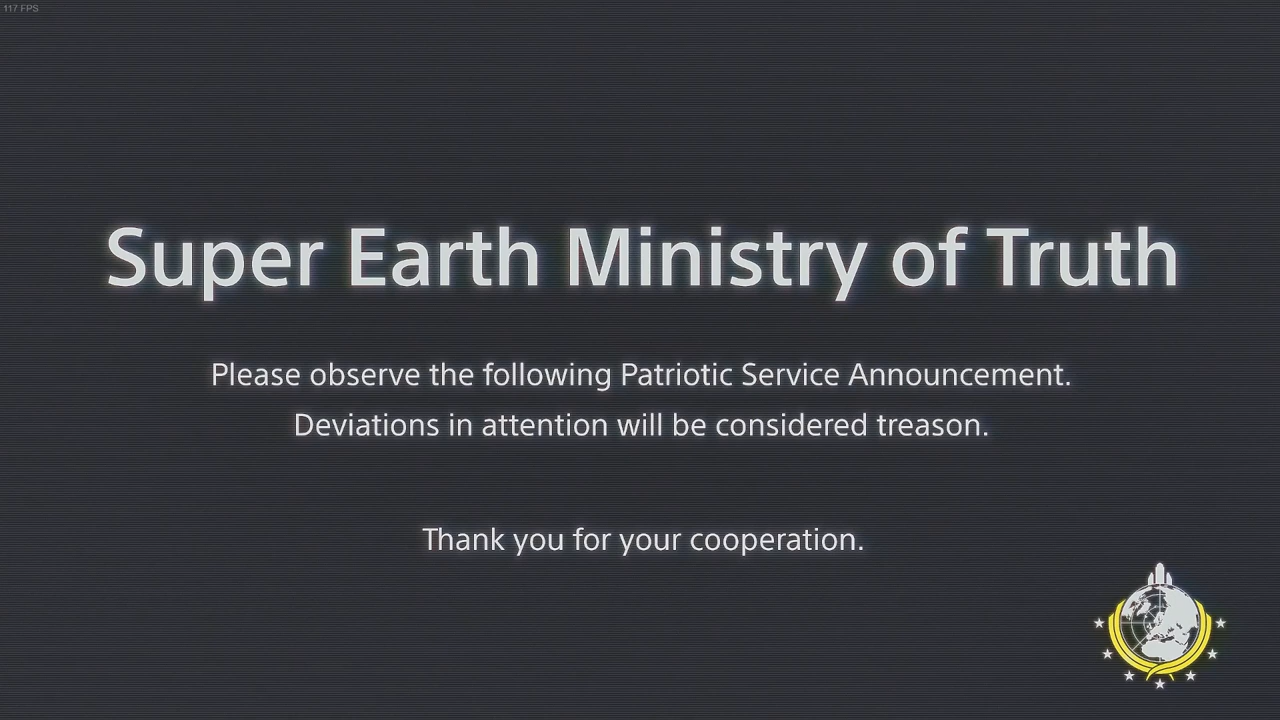 117 FPS
Super Earth Ministry of Truth
Please observe the following Patriotic Service Announcement.
Deviations in attention will be considered treason.
Thank you for your cooperation.